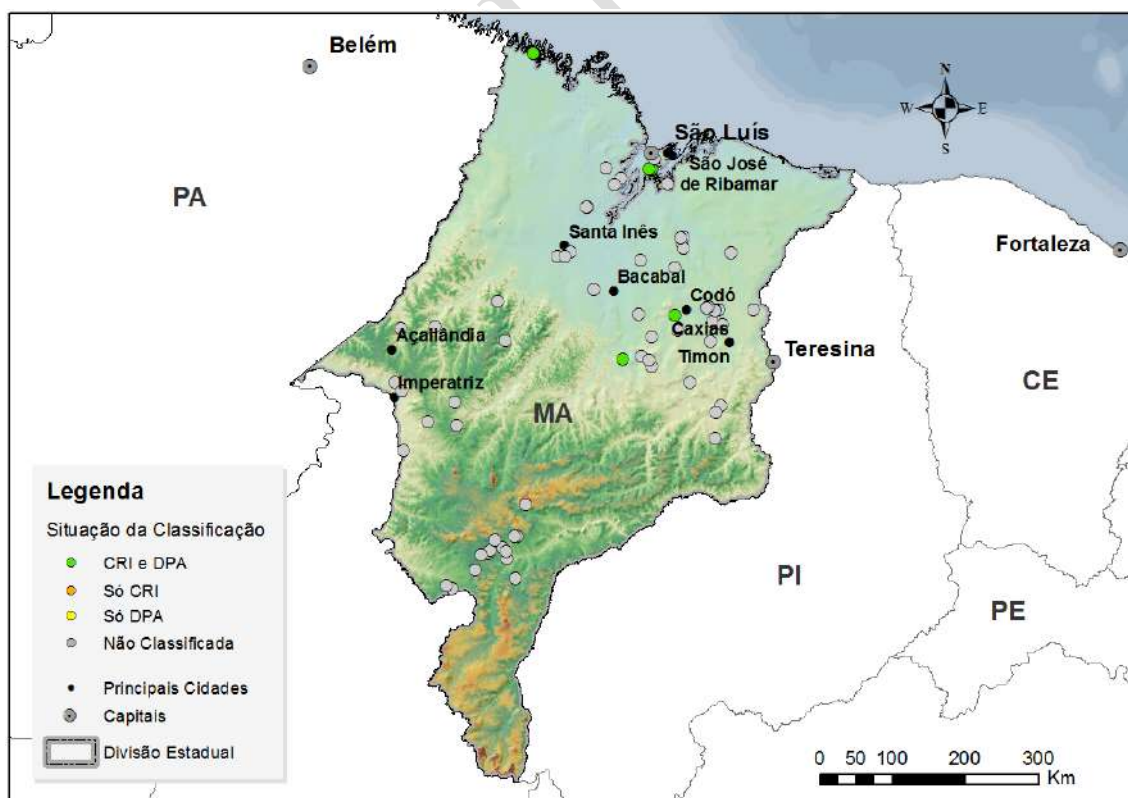 Belém
N
W
E
S
São Luís
São José
de Ribamar
PA
Santa Inês
Fortaleza
Bacabal
Codó
Açailândia
Caxias
Timon
Teresina
CE
Imperatriz
MA
Legenda
Situação da Classificação
CRI e DPA
Só CRI
Só DPA
Não Classificada
Principais Cidades
Capitais
Divisão Estadual
PI
PE
0 50 100 200 300
Km